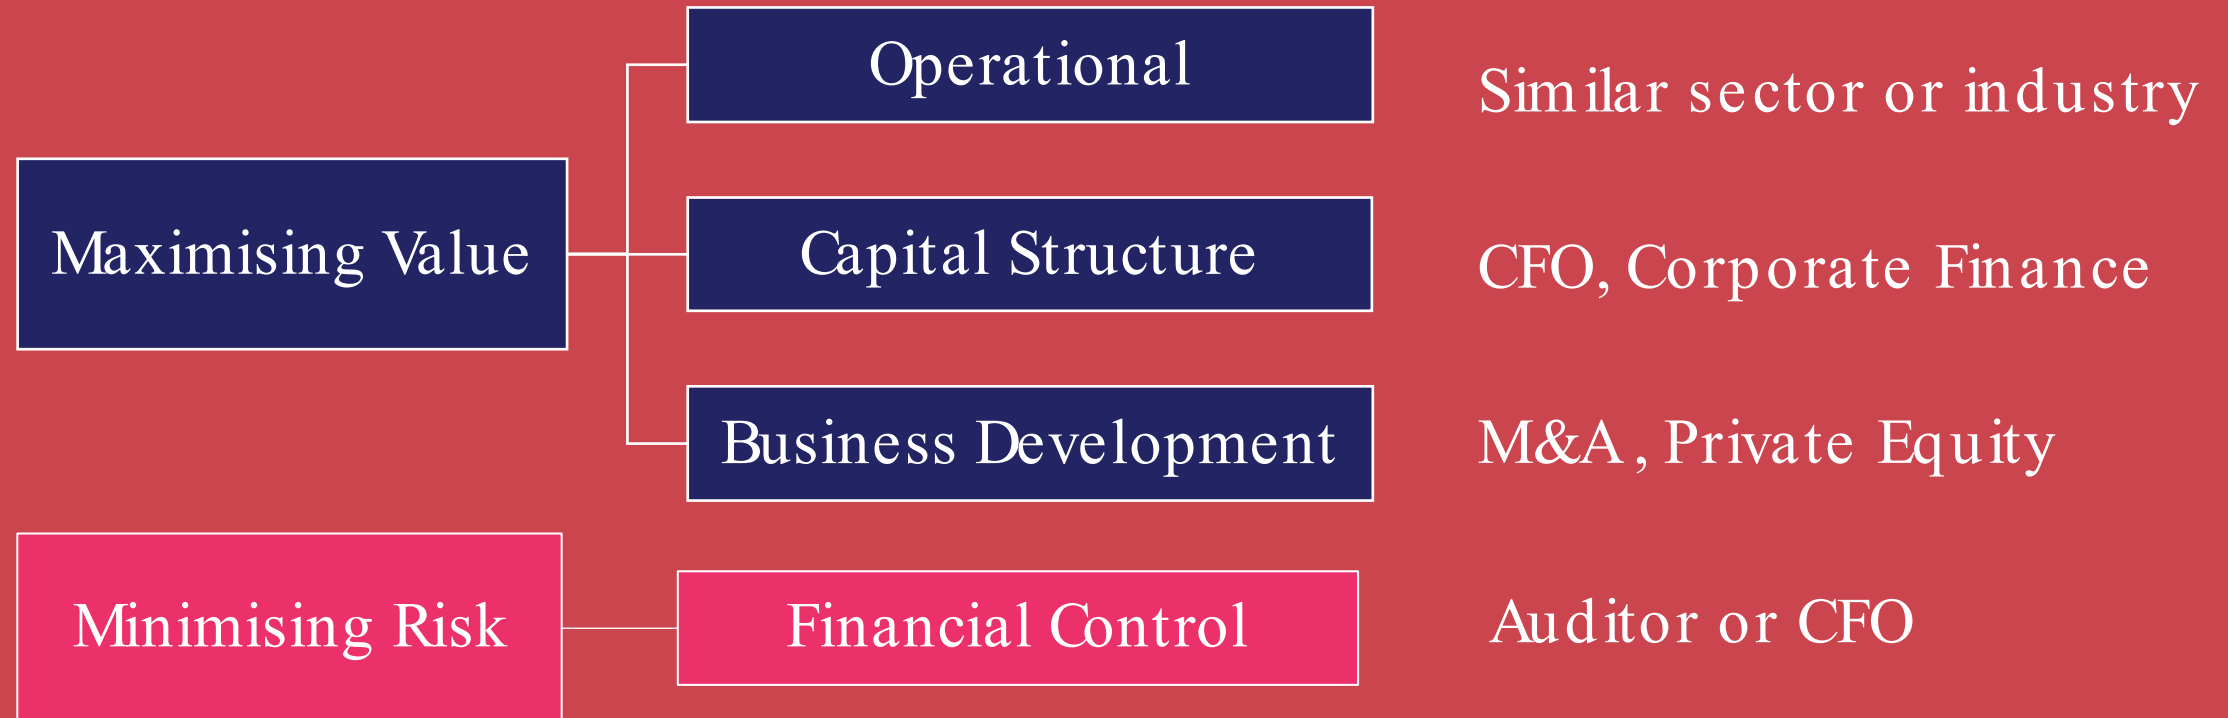 Operational
Similar sector or industry
Maximising Value
Capital Structure
CFO, Corporate Finance
Business Development
M&A, Private Equity
Minimising Risk
Financial Control
Auditor or CFO